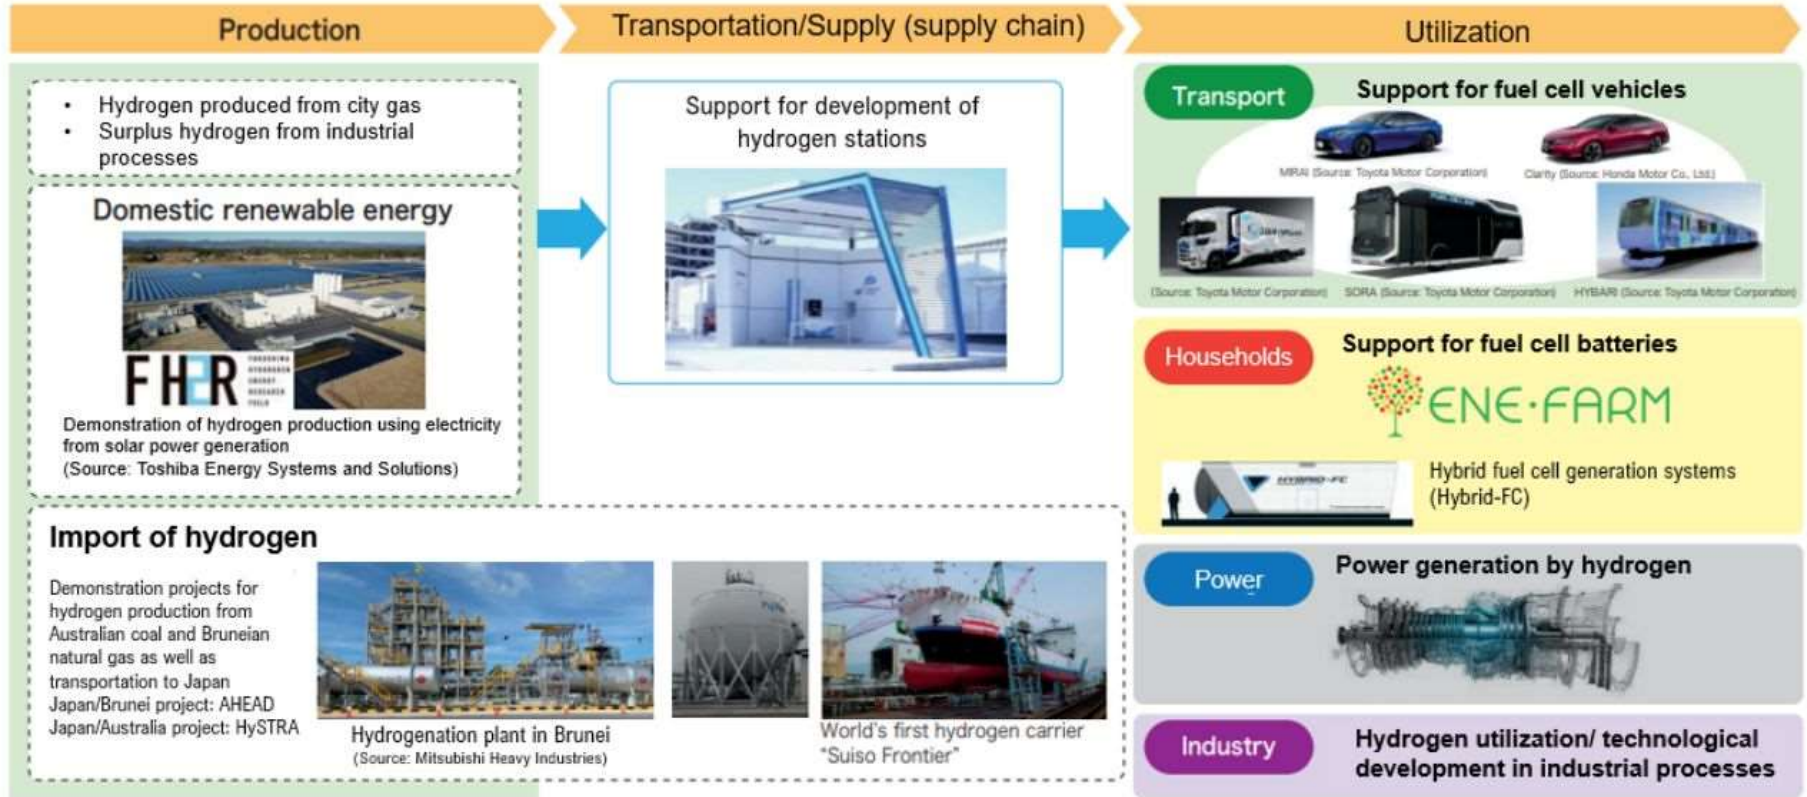 Production
Transportation/Supply (supply chain)
Utilization
• Hydrogen produced from city gas
• Surplus hydrogen from industrial
processes
Domestic renewable energy
FH2R
FUKUSHIMA
HYDROGEN
ENERGY
RESEARCH
FIELD
Demonstration of hydrogen production using electricity
from solar power generation
(Source: Toshiba Energy Systems and Solutions)
Support for development of
hydrogen stations
Import of hydrogen
Demonstration projects for
hydrogen production from
Australian coal and Bruneian
natural gas as well as
transportation to Japan
Japan/Brunei project: AHEAD
Japan/Australia project: HySTRA
Hydrogenation plant in Brunei
(Source: Mitsubishi Heavy Industries)
World's first hydrogen carrier
"Suiso Frontier"
Transport
Support for fuel cell vehicles
MIRAI (Source: Toyota Motor Corporation)
Clarity (Source: Honda Motor Co., Ltd.)
(Source: Toyota Motor Corporation)
SORA (Source: Toyota Motor Corporation)
HYBARI (Source: Toyota Motor Corporation)
Households
Support for fuel cell batteries
ENE·FARM
HYBRID-FC
Hybrid fuel cell generation systems
(Hybrid-FC)
Power
Power generation by hydrogen
Industry
Hydrogen utilization/ technological
development in industrial processes